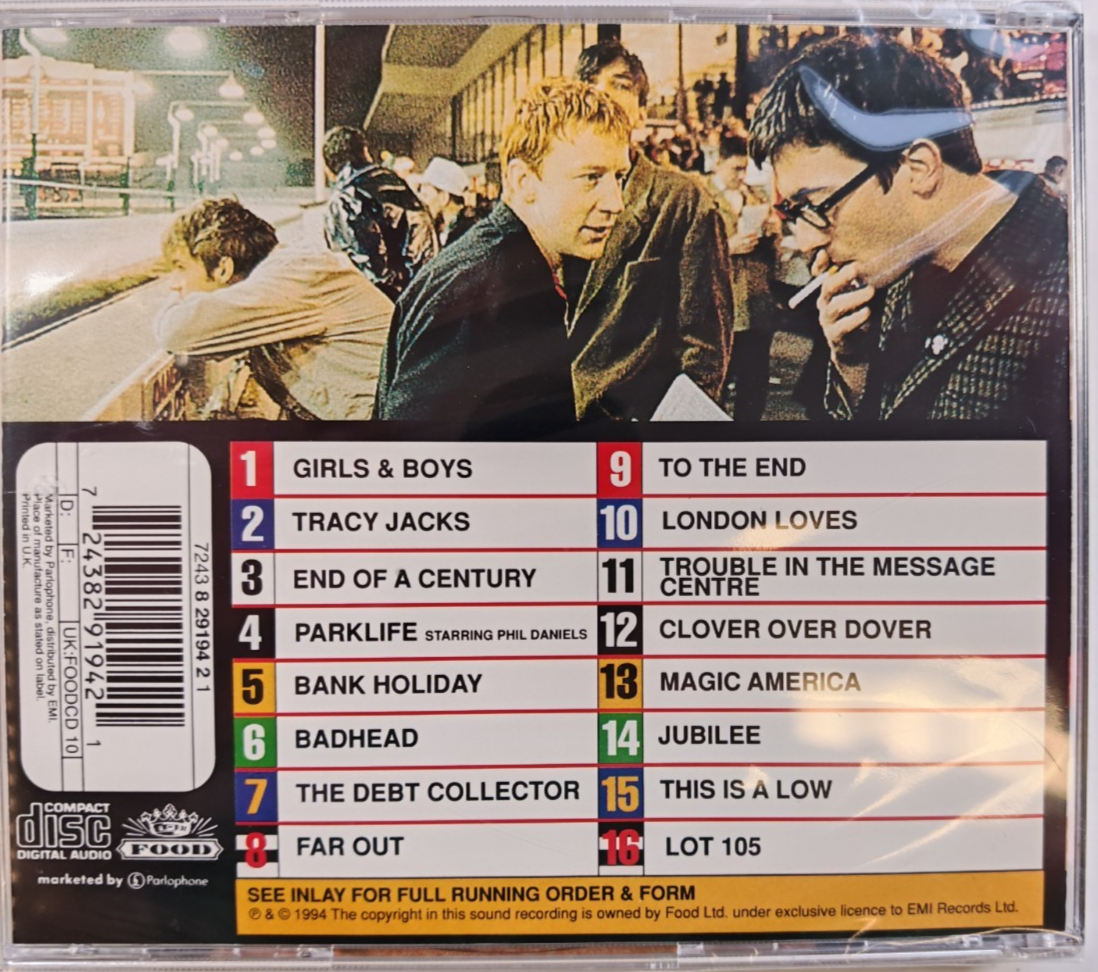 1 GIRLS & BOYS
2 TRACY JACKS
3 END OF A CENTURY
4 PARKLIFE STARRING PHIL DANIELS
5 BANK HOLIDAY
6 BADHEAD
7 THE DEBT COLLECTOR
8 FAR OUT
9 TO THE END
10 LONDON LOVES
11 TROUBLE IN THE MESSAGE
CENTRE
12 CLOVER OVER DOVER
13 MAGIC AMERICA
14 JUBILEE
15 THIS IS A LOW
16 LOT 105
SEE INLAY FOR FULL RUNNING ORDER & FORM
℗ & © 1994 The copyright in this sound recording is owned by Food Ltd. under exclusive licence to EMI Records Ltd.
7243 8 29194 2 1
7 24382 91942 1
D: F: UK:FOODCD 10
Marketed by Parlophone, distributed by EMI.
Place of manufacture as stated on label.
Printed in U.K.
COMPACT
disc
DIGITAL AUDIO
FOOD
marketed by Parlophone